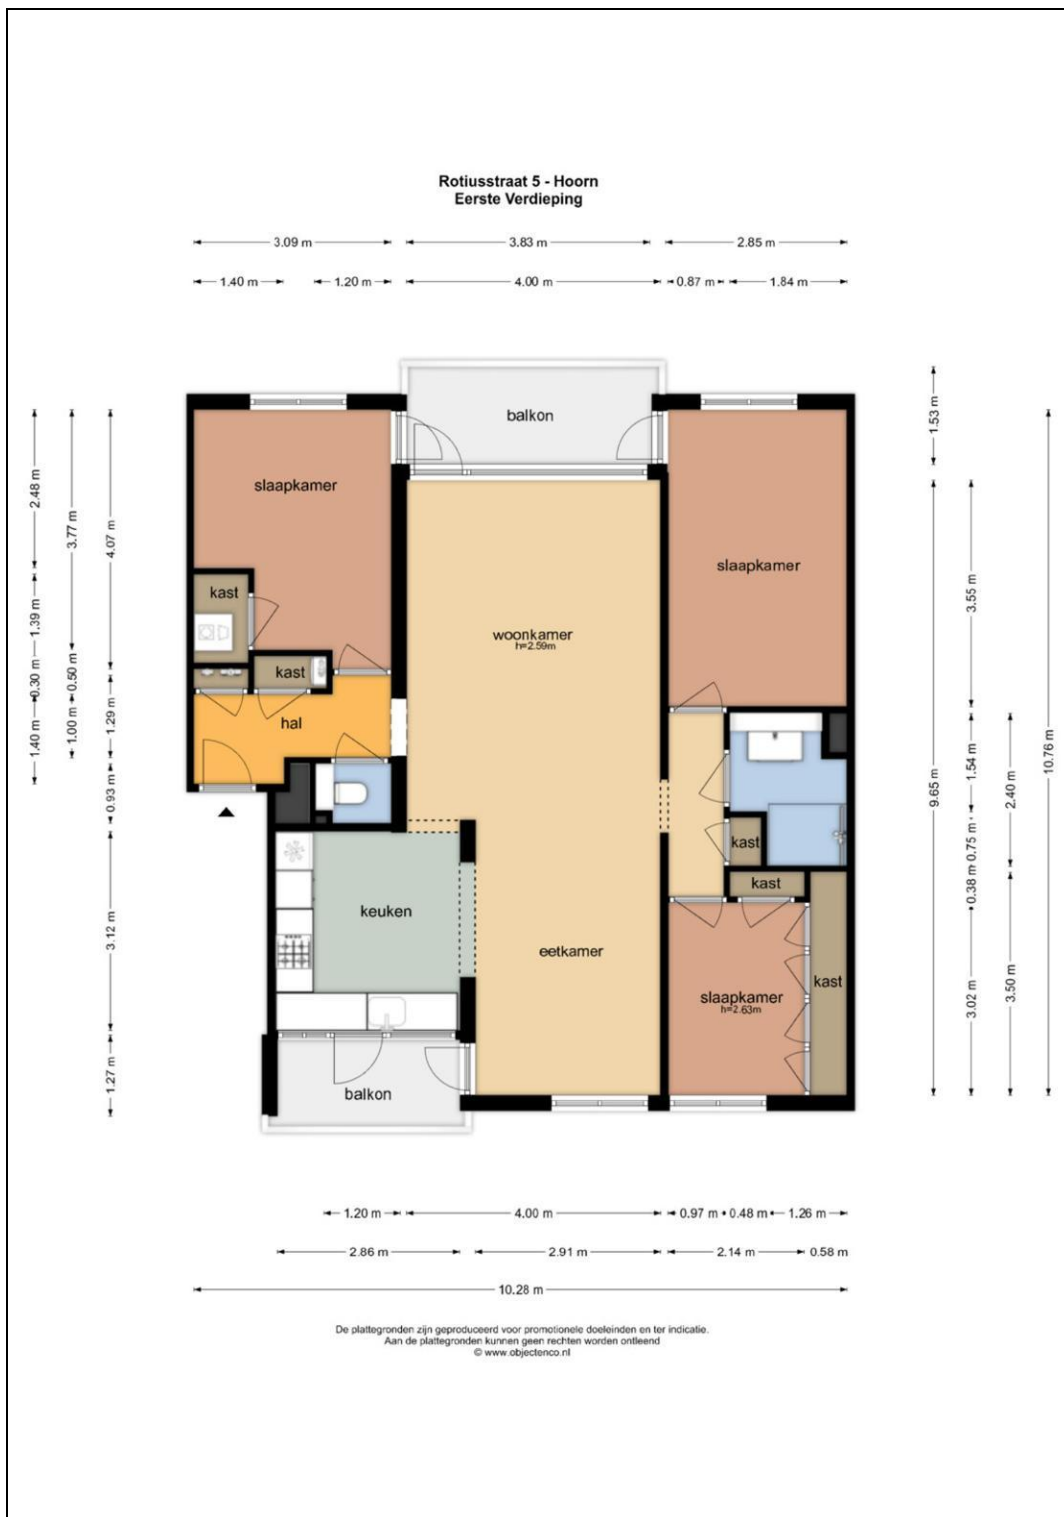 Rotiusstraat 5 - Hoorn
Eerste Verdieping
3.09 m
3.83 m
2.85 m
1.40 m
1.20 m
4.00 m
0.87 m
1.84 m
balkon
1.53 m
2.48 m
3.77 m
4.07 m
slaapkamer
slaapkamer
kast
1.39 m
woonkamer
h=2.59m
3.55 m
kast
0.30 m
0.50 m
hal
1.40 m
1.00 m
1.29 m
0.93 m
9.65 m
1.54 m
2.40 m
10.76 m
kast
0.75 m
kast
0.38 m
keuken
3.12 m
eetkamer
slaapkamer
h=2.63m
kast
3.02 m
3.50 m
1.27 m
balkon
1.20 m
4.00 m
0.97 m
0.48 m
1.26 m
2.86 m
2.91 m
2.14 m
0.58 m
10.28 m
De plattegronden zijn geproduceerd voor promotionele doeleinden en ter indicatie.
Aan de plattegronden kunnen geen rechten worden ontleend
© www.objectenco.nl